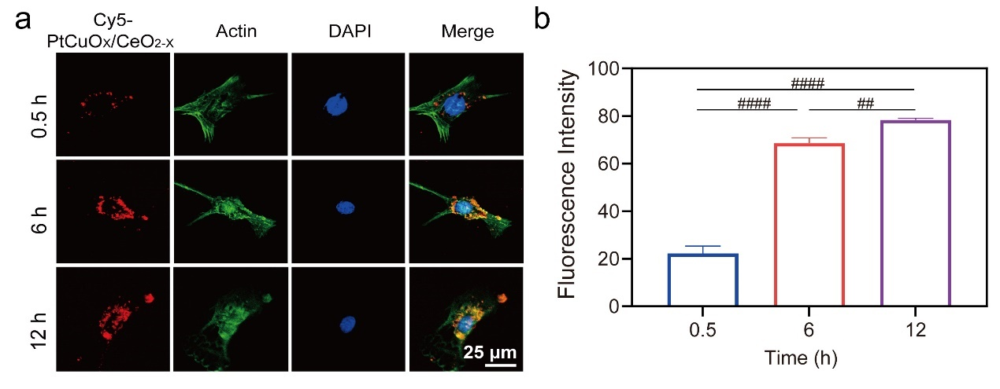 a
Cy5-
PtCuOx/CeO2-x
Actin
DAPI
Merge
0.5 h
6 h
12 h
25 μm
b
Fluorescence Intensity
100
80
60
40
20
0
####
####
##
0.5
6
12
Time (h)